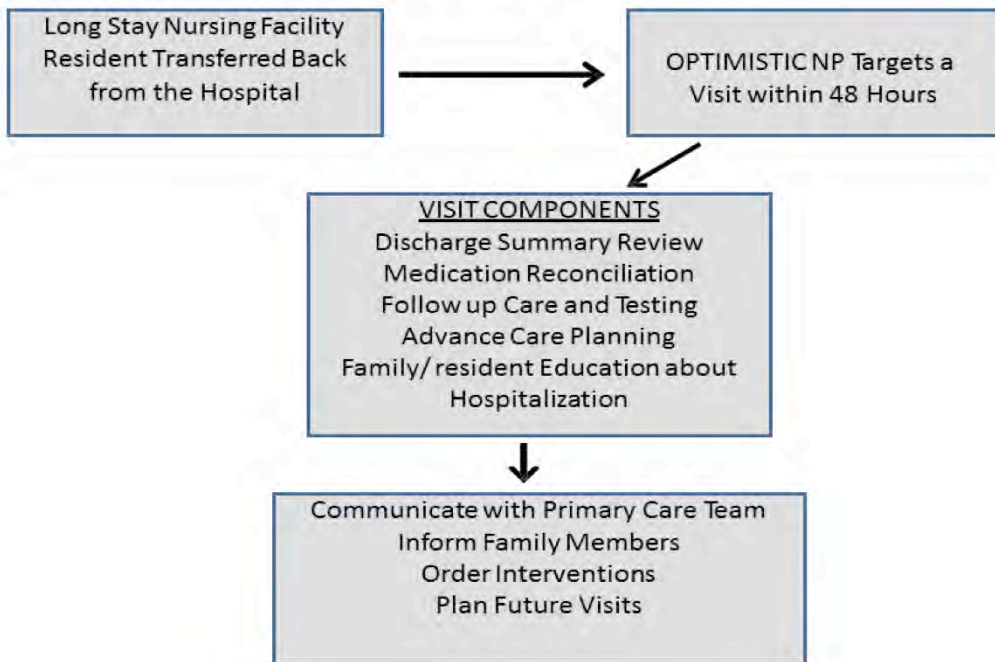 Long Stay Nursing Facility
Resident Transferred Back
from the Hospital
OPTIMISTIC NP Targets a
Visit within 48 Hours
VISIT COMPONENTS
Discharge Summary Review
Medication Reconciliation
Follow up Care and Testing
Advance Care Planning
Family/ resident Education about
Hospitalization
Communicate with Primary Care Team
Inform Family Members
Order Interventions
Plan Future Visits